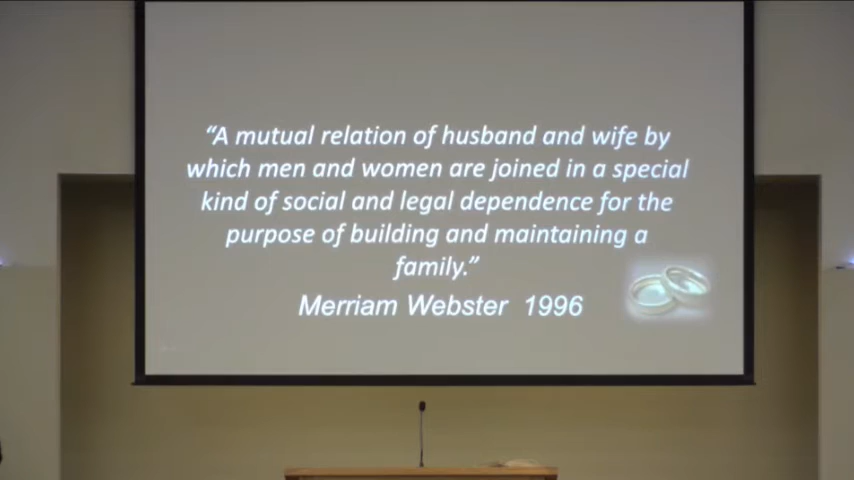 “A mutual relation of husband and wife by
which men and women are joined in a special
kind of social and legal dependence for the
purpose of building and maintaining a
family.”
Merriam Webster 1996